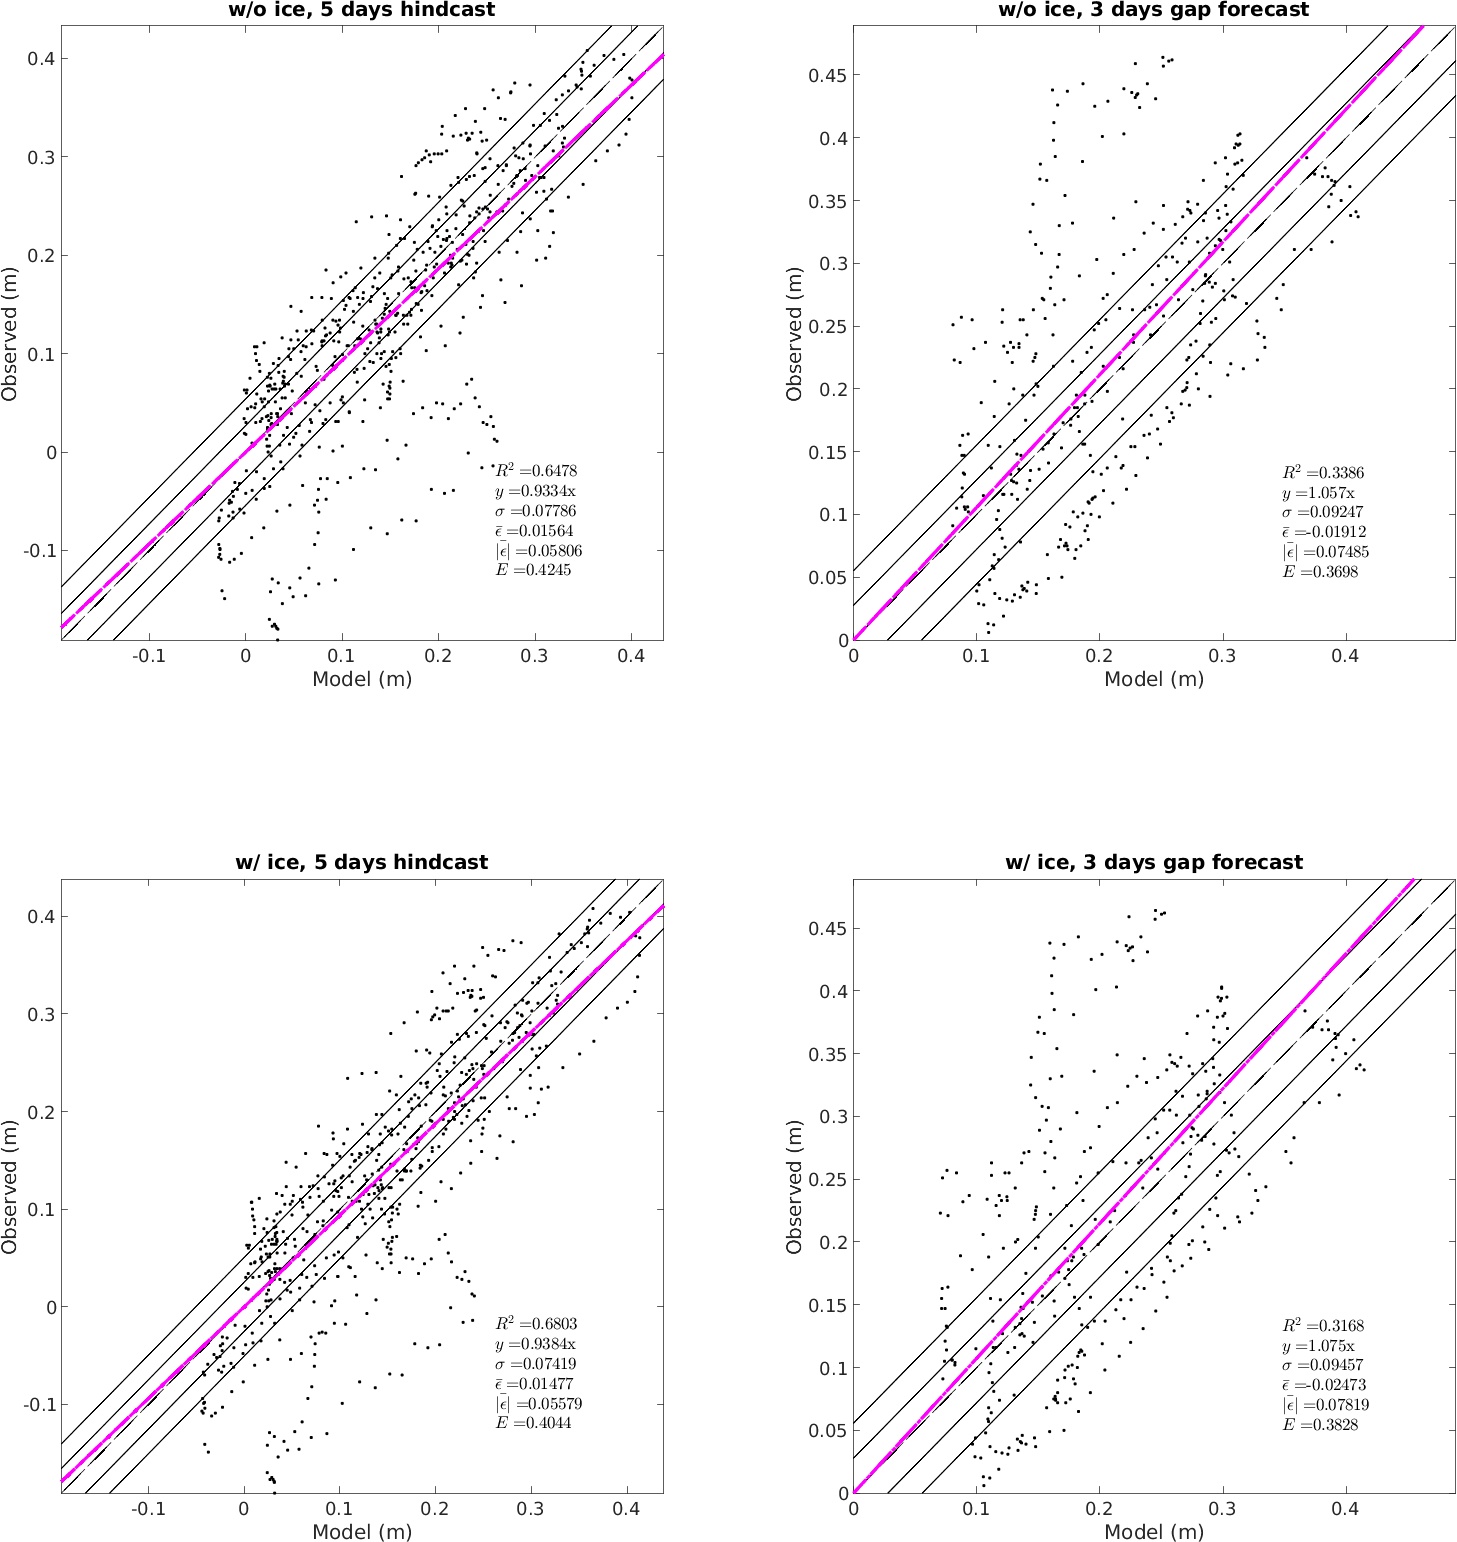 w/o ice, 5 days hindcast
0.4
0.3
0.2
0.1
0
-0.1
Observed (m)
R² =0.6478
y =0.9334x
σ =0.07786
ε̄ =0.01564
|ε̄| =0.05806
E =0.4245
-0.1 0 0.1 0.2 0.3 0.4
Model (m)
w/o ice, 3 days gap forecast
0.45
0.4
0.35
0.3
0.25
0.2
0.15
0.1
0.05
0
Observed (m)
R² =0.3386
y =1.057x
σ =0.09247
ε̄ =-0.01912
|ε̄| =0.07485
E =0.3698
0 0.1 0.2 0.3 0.4
Model (m)
w/ ice, 5 days hindcast
0.4
0.3
0.2
0.1
0
-0.1
Observed (m)
R² =0.6803
y =0.9384x
σ =0.07419
ε̄ =0.01477
|ε̄| =0.05579
E =0.4044
-0.1 0 0.1 0.2 0.3 0.4
Model (m)
w/ ice, 3 days gap forecast
0.45
0.4
0.35
0.3
0.25
0.2
0.15
0.1
0.05
0
Observed (m)
R² =0.3168
y =1.075x
σ =0.09457
ε̄ =-0.02473
|ε̄| =0.07819
E =0.3828
0 0.1 0.2 0.3 0.4
Model (m)